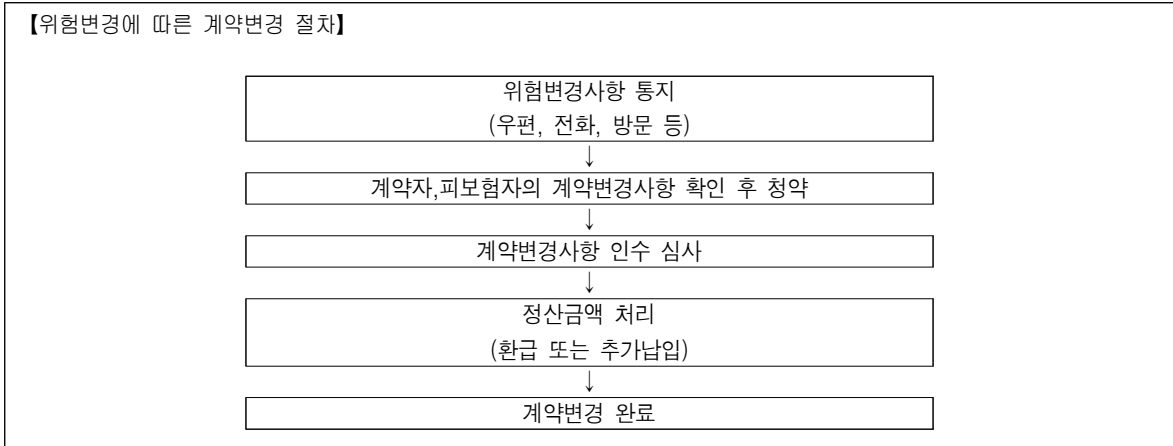 【위험변경에 따른 계약변경 절차】
위험변경사항 통지
(우편, 전화, 방문 등)
↓
계약자,피보험자의 계약변경사항 확인 후 청약
↓
계약변경사항 인수 심사
↓
정산금액 처리
(환급 또는 추가납입)
↓
계약변경 완료